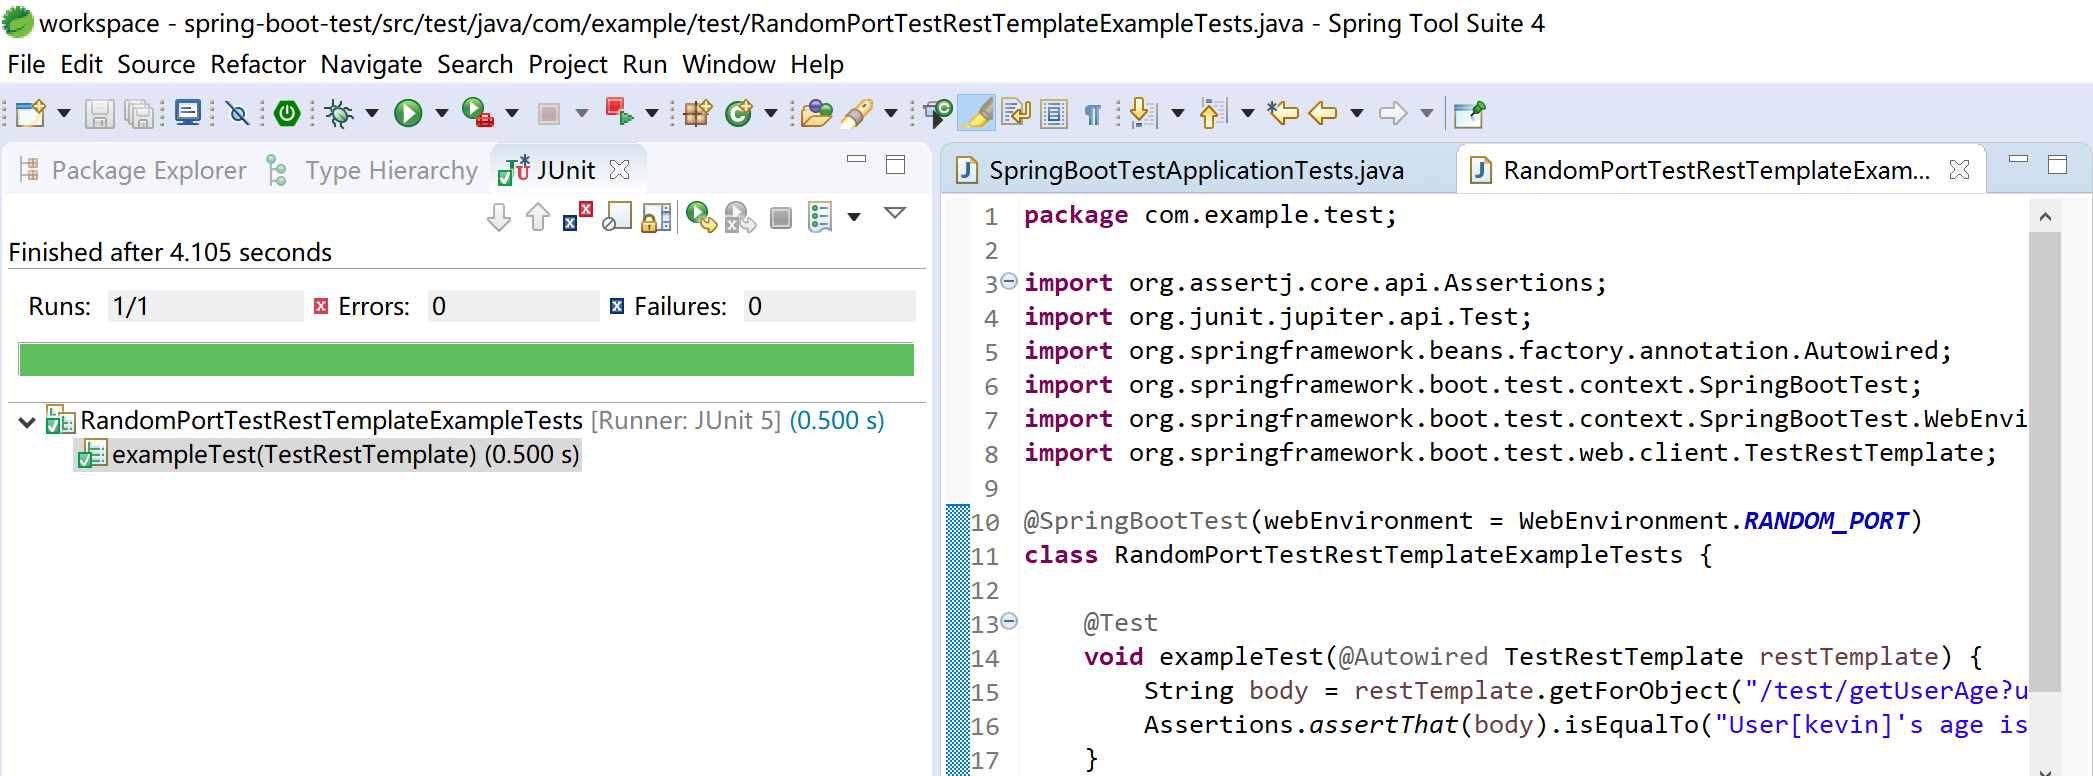 workspace - spring-boot-test/src/test/java/com/example/test/RandomPortTestRestTemplateExampleTests.java - Spring Tool Suite 4
File Edit Source Refactor Navigate Search Project Run Window Help
Package Explorer Type Hierarchy JUnit
Finished after 4.105 seconds
Runs: 1/1 Errors: 0 Failures: 0
RandomPortTestRestTemplateExampleTests [Runner: JUnit 5] (0.500 s)
exampleTest(TestRestTemplate) (0.500 s)
SpringBootTestApplicationTests.java RandomPortTestRestTemplateExam...
1 package com.example.test;
2
3 import org.assertj.core.api.Assertions;
4 import org.junit.jupiter.api.Test;
5 import org.springframework.beans.factory.annotation.Autowired;
6 import org.springframework.boot.test.context.SpringBootTest;
7 import org.springframework.boot.test.context.SpringBootTest.WebEnvi
8 import org.springframework.boot.test.web.client.TestRestTemplate;
9
10 @SpringBootTest(webEnvironment = WebEnvironment.RANDOM_PORT)
11 class RandomPortTestRestTemplateExampleTests {
12
13 @Test
14 void exampleTest(@Autowired TestRestTemplate restTemplate) {
15 String body = restTemplate.getForObject("/test/getUserAge?u
16 Assertions.assertThat(body).isEqualTo("User[kevin]'s age is
17 }